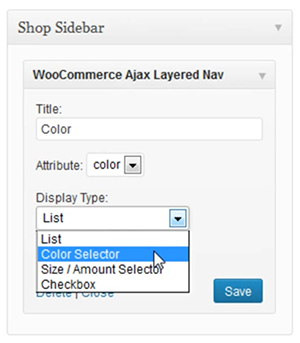 Shop Sidebar
WooCommerce Ajax Layered Nav
Title:
Color
Attribute: color
Display Type:
List
List
Color Selector
Size / Amount Selector
Checkbox
Delete | Close
Save